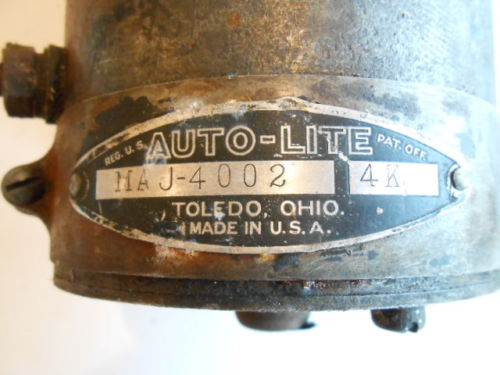 REG. U.S. AUTO-LITE PAT. OFF.
MAJ-4002 4K
TOLEDO, OHIO.
MADE IN U.S.A.